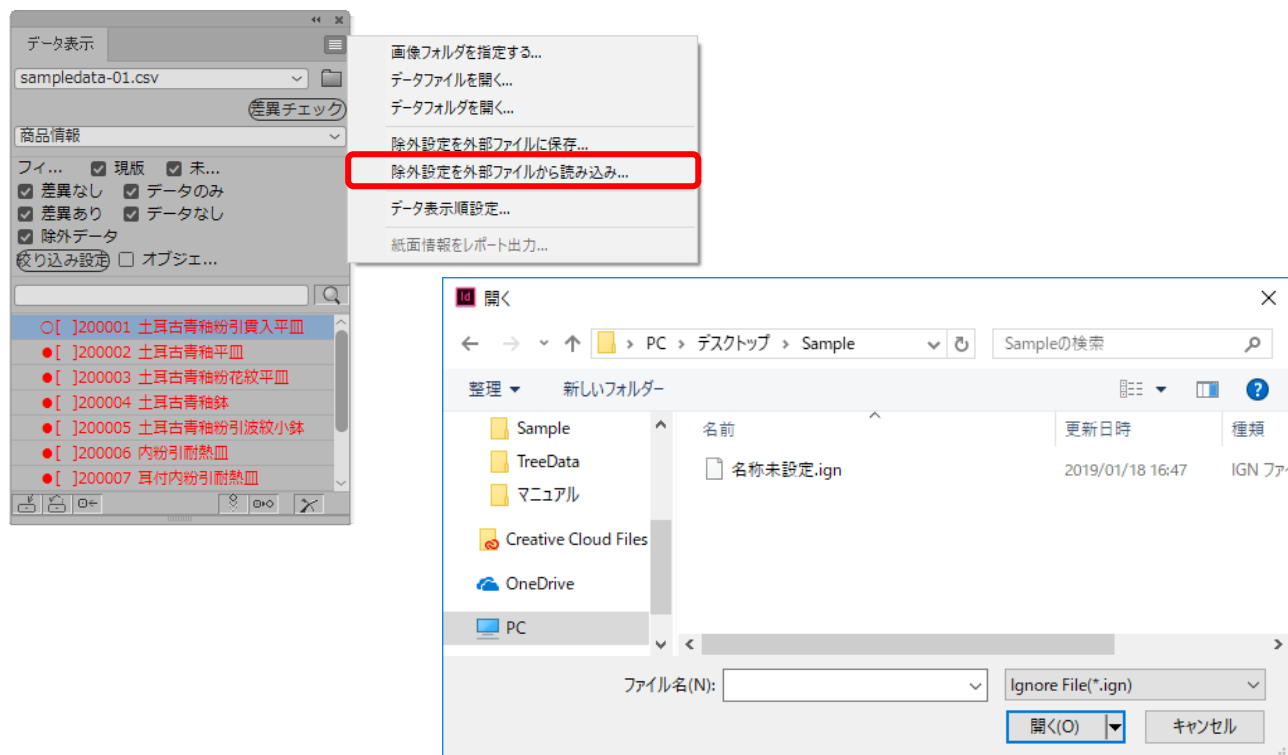 データ表示
sampledata-01.csv
差異チェック
商品情報
フィ... 現版 未...
差異なし データのみ
差異あり データなし
除外データ
絞り込み設定 オブジェ...
○[ ]200001 土耳古青釉粉引貫入平皿
●[ ]200002 土耳古青釉平皿
●[ ]200003 土耳古青釉粉花紋平皿
●[ ]200004 土耳古青釉鉢
●[ ]200005 土耳古青釉粉引波紋小鉢
●[ ]200006 内粉引耐熱皿
●[ ]200007 耳付内粉引耐熱皿
画像フォルダを指定する...
データファイルを開く...
データフォルダを開く...
除外設定を外部ファイルに保存...
除外設定を外部ファイルから読み込み...
データ表示順設定...
紙面情報をレポート出力...
Id 開く
PC › デスクトップ › Sample
Sampleの検索
整理 新しいフォルダー
Sample
TreeData
マニュアル
Creative Cloud Files
OneDrive
PC
名前 更新日時 種類
名称未設定.ign 2019/01/18 16:47 IGN ファ
ファイル名(N): Ignore File(*.ign)
開く(O) キャンセル